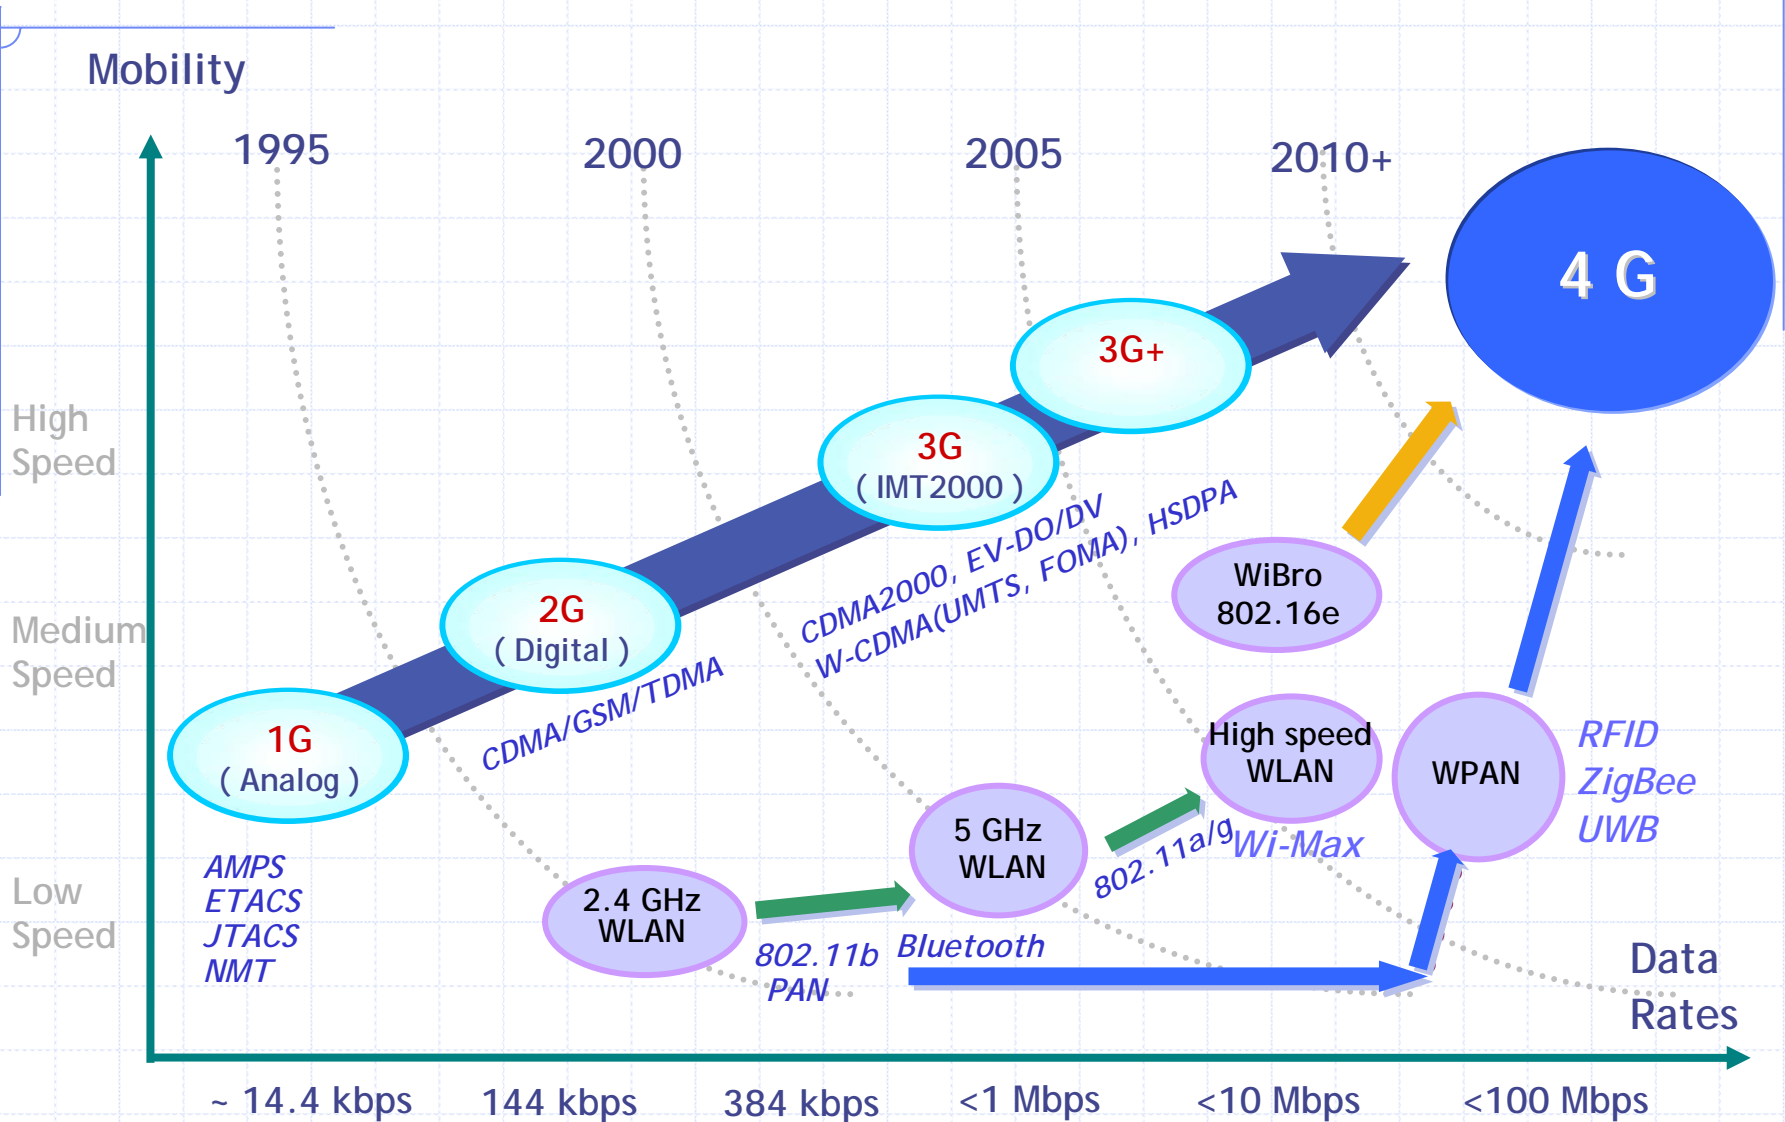 Mobility
1995
2000
2005
2010+
4 G
3G+
High
Speed
3G
( IMT2000 )
CDMA2000, EV-DO/DV
W-CDMA(UMTS, FOMA), HSDPA
WiBro
802.16e
Medium
Speed
2G
( Digital )
CDMA/GSM/TDMA
1G
( Analog )
High speed
WLAN
WPAN
RFID
ZigBee
UWB
5 GHz
WLAN
802.11a/g
Wi-Max
AMPS
ETACS
JTACS
NMT
Low
Speed
2.4 GHz
WLAN
802.11b
PAN
Bluetooth
Data
Rates
~ 14.4 kbps
144 kbps
384 kbps
<1 Mbps
<10 Mbps
<100 Mbps